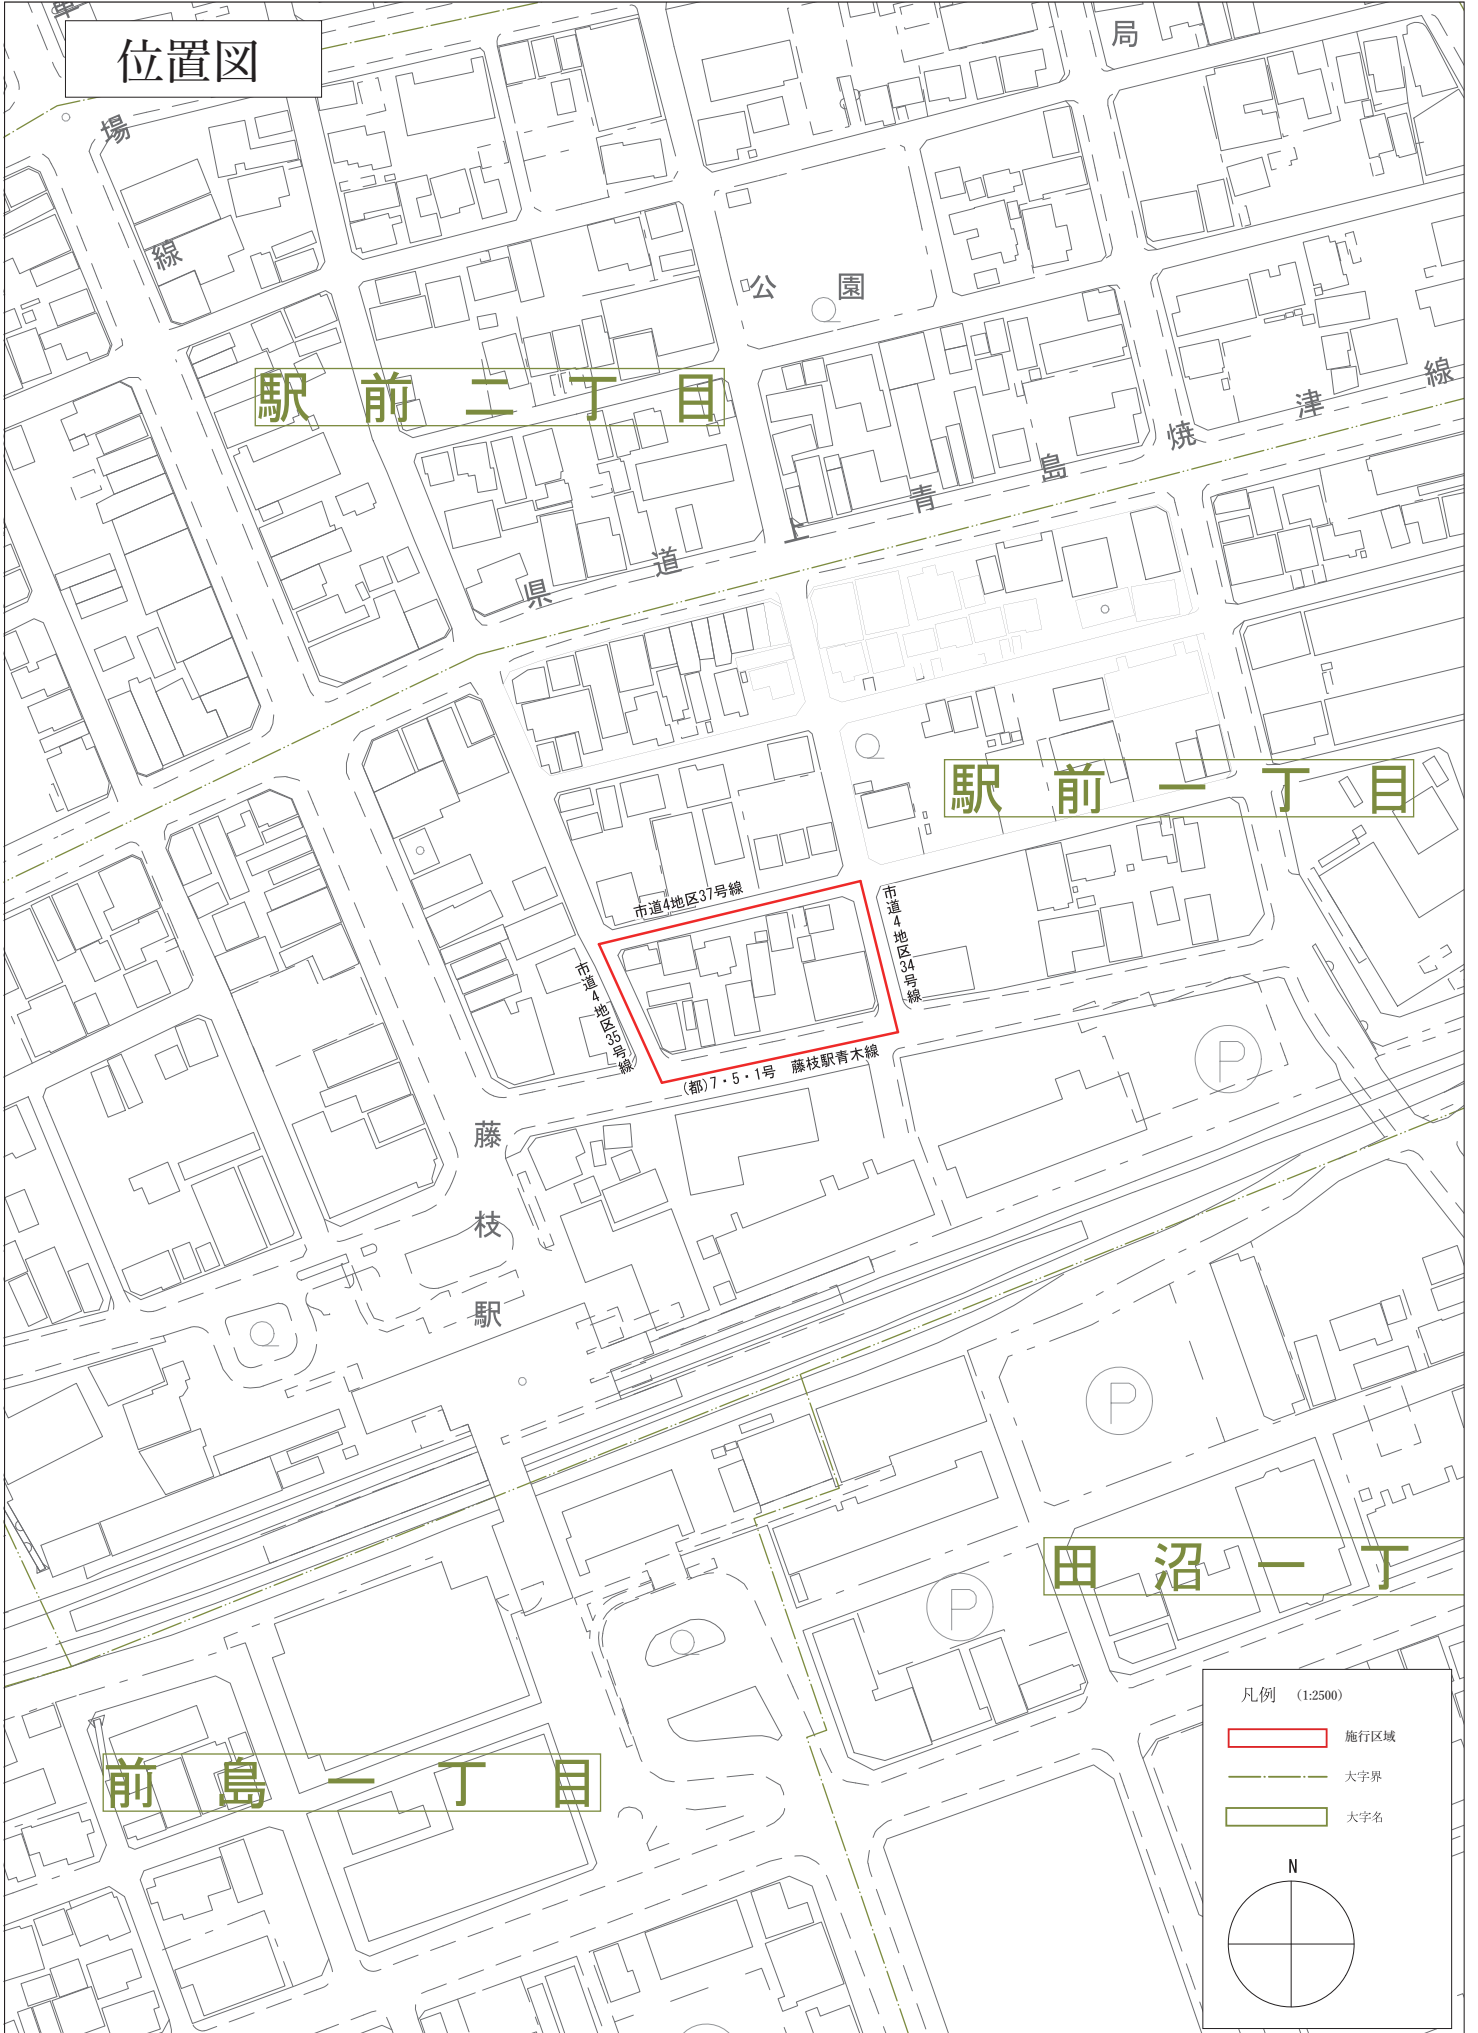 位置図
局
場
線
公園
駅前二丁目
県道上青島焼津線
駅前一丁目
市道4地区37号線
市道4地区34号線
市道4地区35号線
(都)7・5・1号 藤枝駅青木線
藤枝駅
P
P
P
田沼一丁
前島一丁目
凡例 (1:2500)
施行区域
大字界
大字名
N